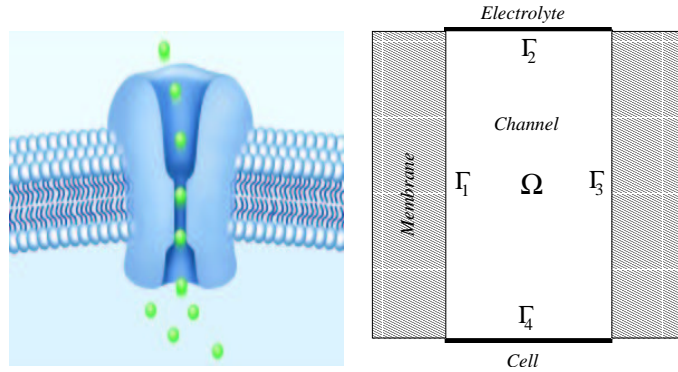 Electrolyte
Γ2
Channel
Membrane
Γ1
Ω
Γ3
Γ4
Cell